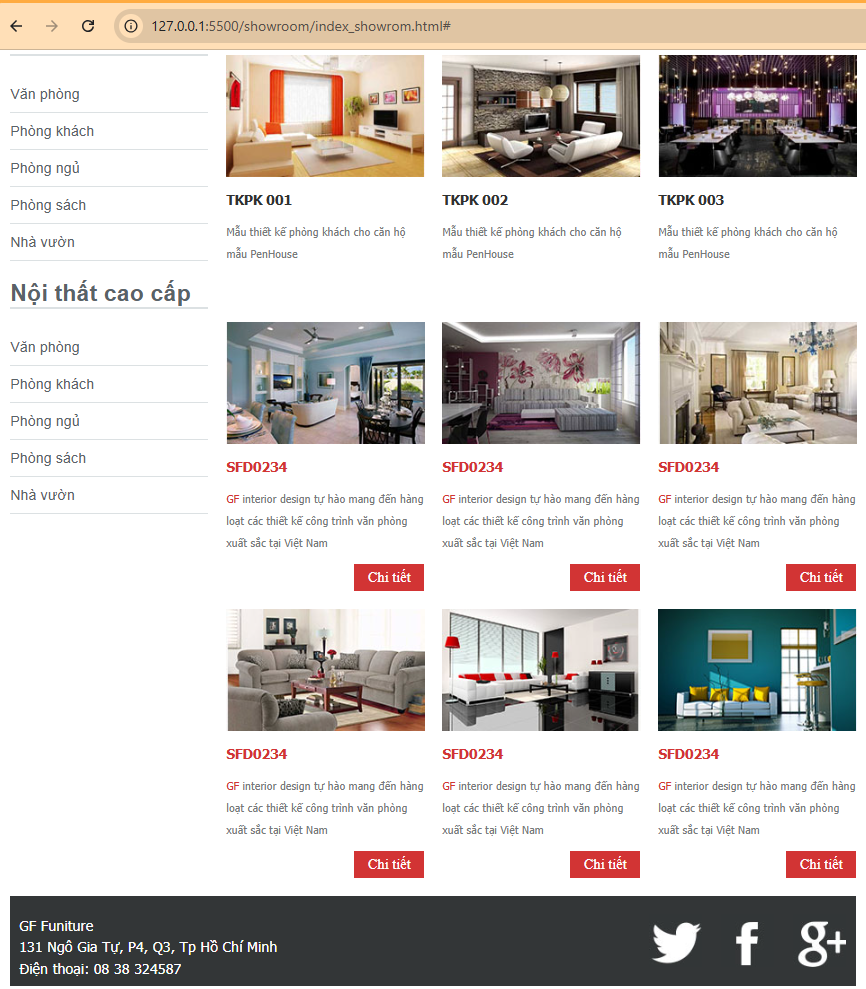 127.0.0.1:5500/showroom/index_showrom.html#
Văn phòng
Phòng khách
Phòng ngủ
Phòng sách
Nhà vườn
Nội thất cao cấp
Văn phòng
Phòng khách
Phòng ngủ
Phòng sách
Nhà vườn
TKPK 001
Mẫu thiết kế phòng khách cho căn hộ
mẫu PenHouse
TKPK 002
Mẫu thiết kế phòng khách cho căn hộ
mẫu PenHouse
TKPK 003
Mẫu thiết kế phòng khách cho căn hộ
mẫu PenHouse
SFD0234
GF interior design tự hào mang đến hàng
loạt các thiết kế công trình văn phòng
xuất sắc tại Việt Nam
Chi tiết
SFD0234
GF interior design tự hào mang đến hàng
loạt các thiết kế công trình văn phòng
xuất sắc tại Việt Nam
Chi tiết
SFD0234
GF interior design tự hào mang đến hàng
loạt các thiết kế công trình văn phòng
xuất sắc tại Việt Nam
Chi tiết
SFD0234
GF interior design tự hào mang đến hàng
loạt các thiết kế công trình văn phòng
xuất sắc tại Việt Nam
Chi tiết
SFD0234
GF interior design tự hào mang đến hàng
loạt các thiết kế công trình văn phòng
xuất sắc tại Việt Nam
Chi tiết
SFD0234
GF interior design tự hào mang đến hàng
loạt các thiết kế công trình văn phòng
xuất sắc tại Việt Nam
Chi tiết
GF Funiture
131 Ngô Gia Tự, P4, Q3, Tp Hồ Chí Minh
Điện thoại: 08 38 324587
f
g+